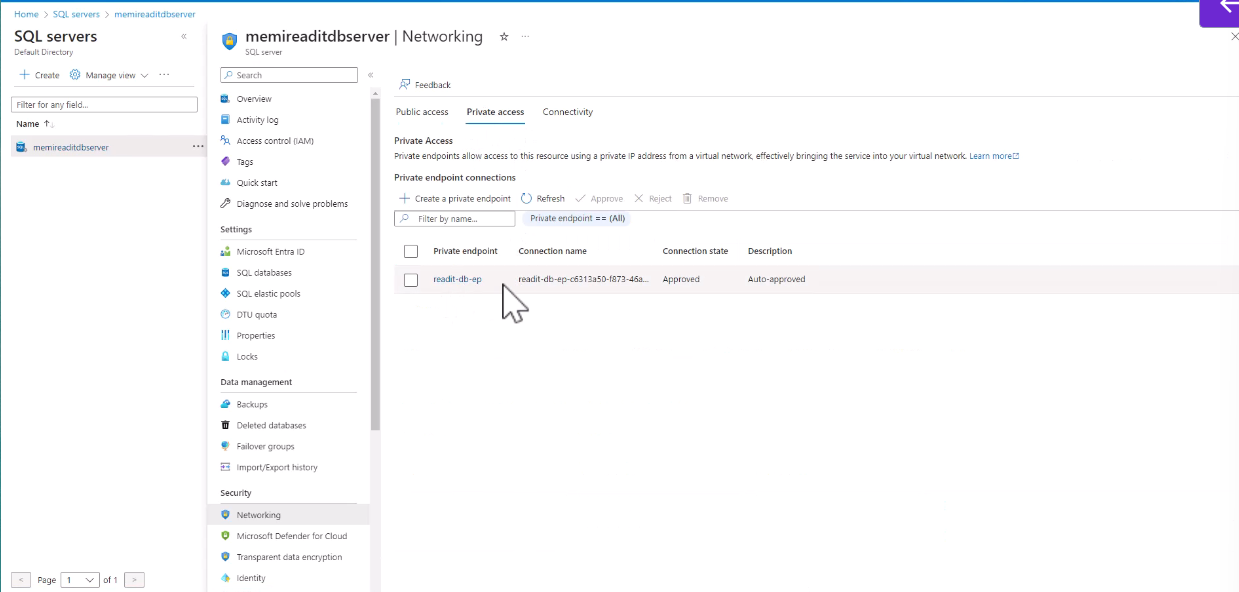 Home > SQL servers > memireaditdbserver
SQL servers
Default Directory
Create Manage view ...
Filter for any field...
Name ↑↓
memireaditdbserver ...
< Page 1 of 1 >
memireaditdbserver | Networking ☆ ...
SQL server
Search
Overview
Activity log
Access control (IAM)
Tags
Quick start
Diagnose and solve problems
Settings
Microsoft Entra ID
SQL databases
SQL elastic pools
DTU quota
Properties
Locks
Data management
Backups
Deleted databases
Failover groups
Import/Export history
Security
Networking
Microsoft Defender for Cloud
Transparent data encryption
Identity
Feedback
Public access Private access Connectivity
Private Access
Private endpoints allow access to this resource using a private IP address from a virtual network, effectively bringing the service into your virtual network. Learn more
Private endpoint connections
Create a private endpoint Refresh Approve Reject Remove
Filter by name... Private endpoint == (All)
Private endpoint Connection name Connection state Description
readit-db-ep readit-db-ep-c6313a50-f873-46a... Approved Auto-approved